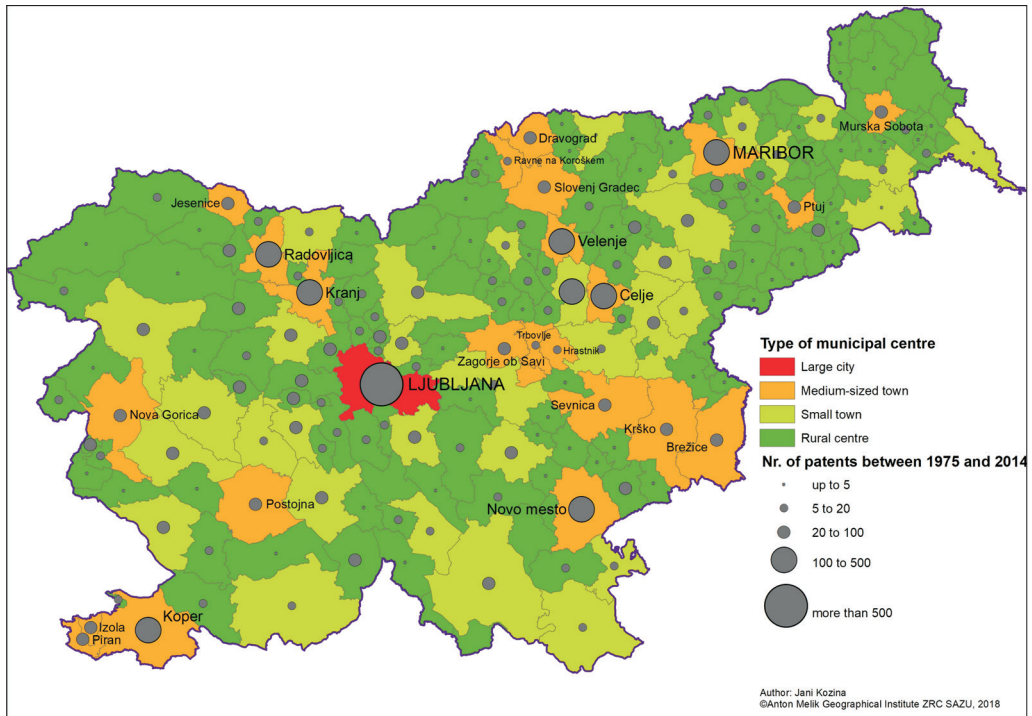 Murska Sobota
Dravograd
MARIBOR
Ravne na Koroškem
Slovenj Gradec
Jesenice
Ptuj
Velenje
Radovljica
Kranj
Celje
Trbovlje
Hrastnik
Zagorje ob Savi
LJUBLJANA
Sevnica
Nova Gorica
Krško
Brežice
Postojna
Novo mesto
Koper
Izola
Piran
Type of municipal centre
Large city
Medium-sized town
Small town
Rural centre
Nr. of patents between 1975 and 2014
up to 5
5 to 20
20 to 100
100 to 500
more than 500
Author: Jani Kozina
©Anton Melik Geographical Institute ZRC SAZU, 2018